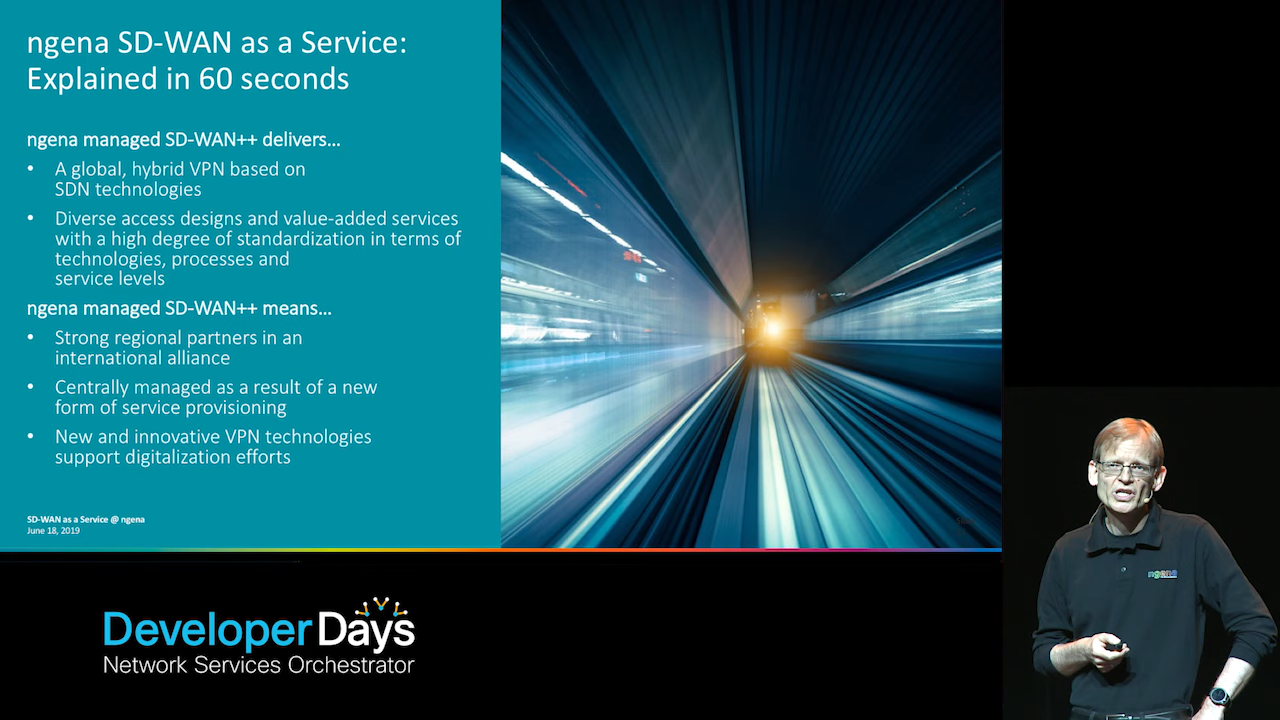 ngena SD-WAN as a Service:
Explained in 60 seconds
ngena managed SD-WAN++ delivers...
• A global, hybrid VPN based on
SDN technologies
• Diverse access designs and value-added services
with a high degree of standardization in terms of
technologies, processes and
service levels
ngena managed SD-WAN++ means...
• Strong regional partners in an
international alliance
• Centrally managed as a result of a new
form of service provisioning
• New and innovative VPN technologies
support digitalization efforts
SD-WAN as a Service @ ngena
June 18, 2019
DeveloperDays
Network Services Orchestrator
ngena